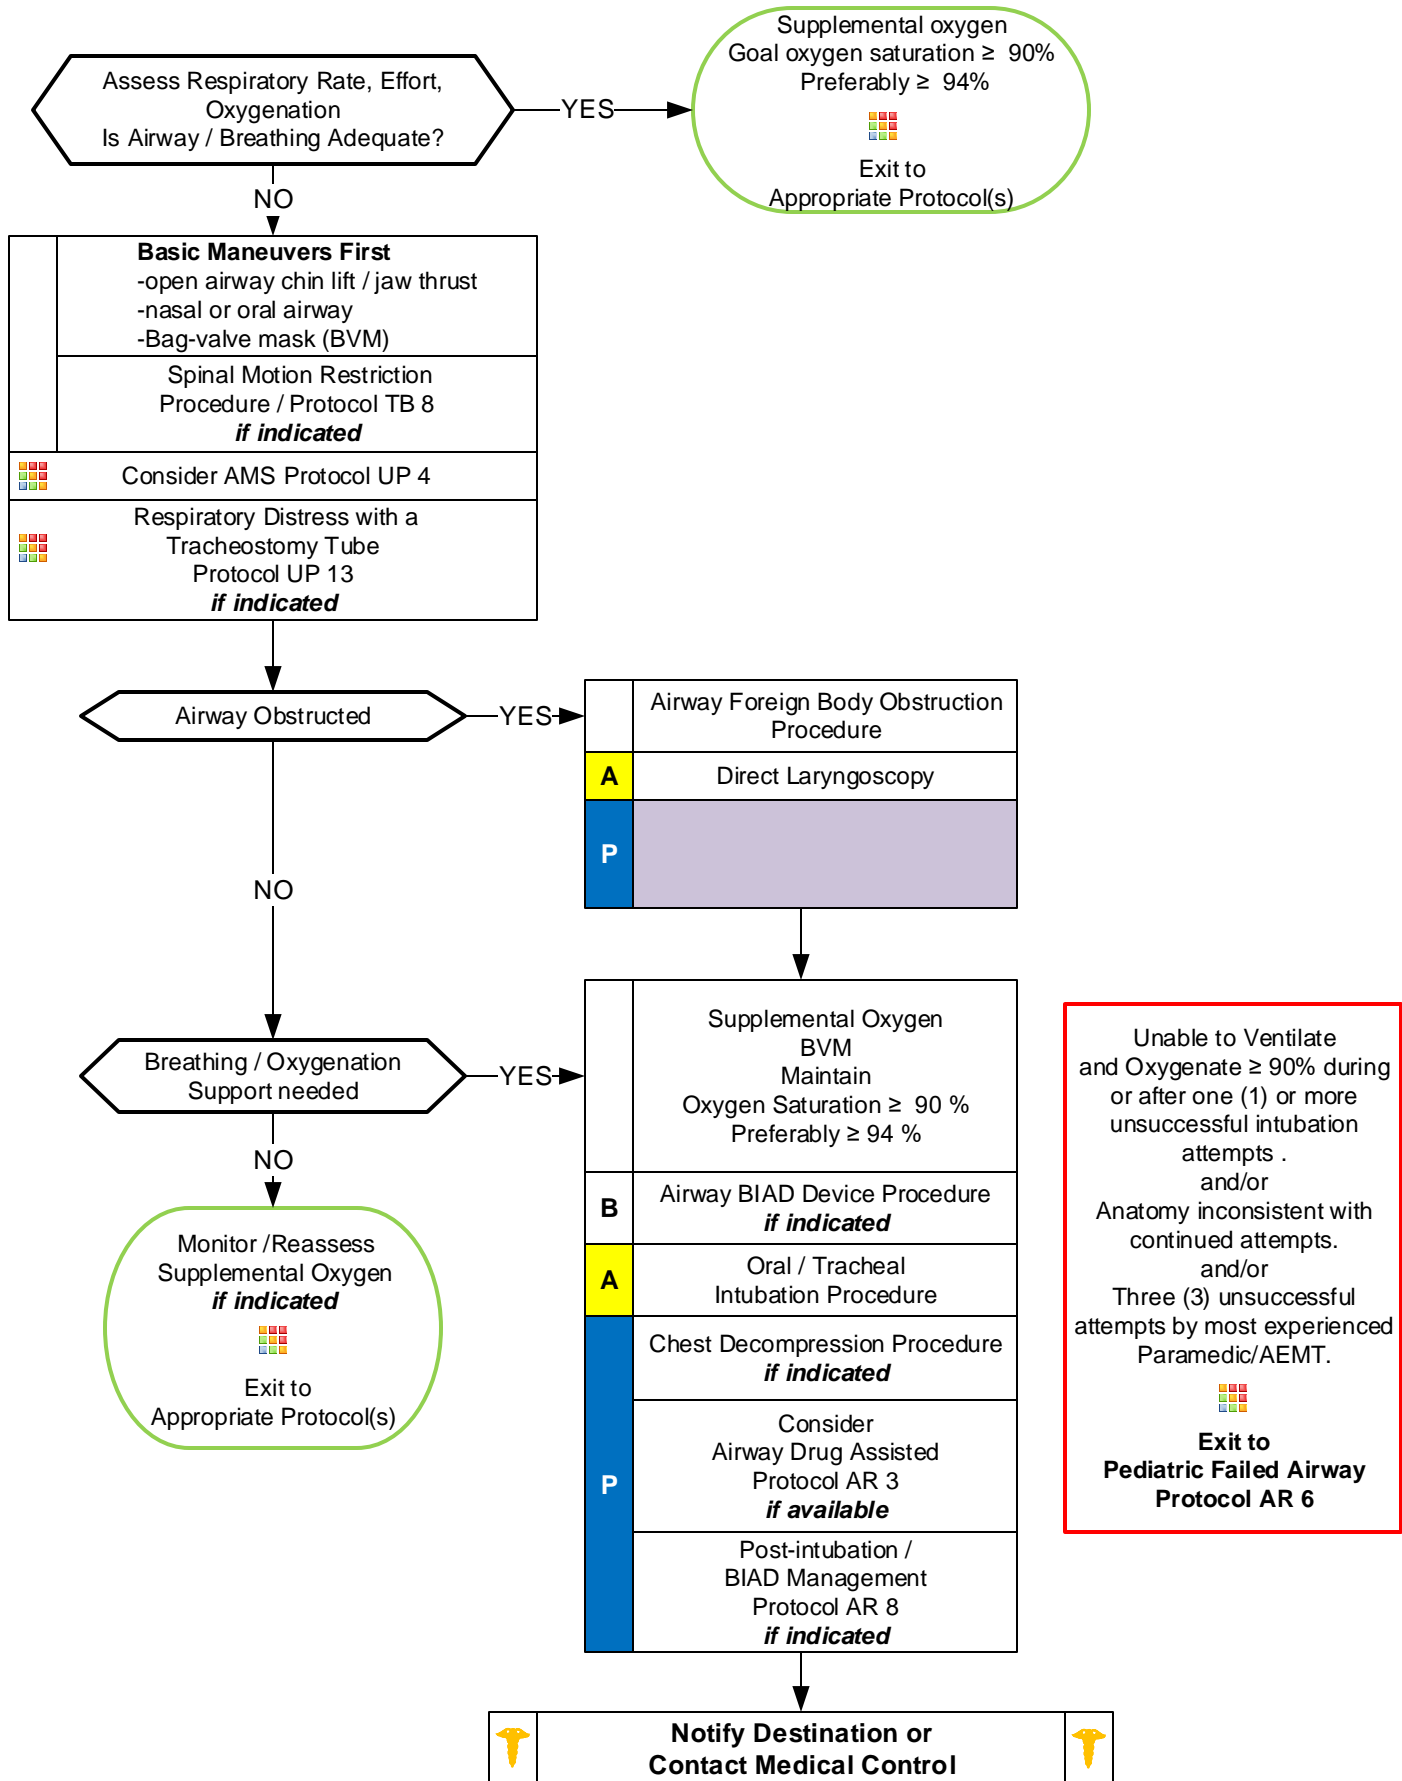 Supplemental oxygen
Goal oxygen saturation ≥ 90%
Preferably ≥ 94%
Exit to
Appropriate Protocol(s)
Assess Respiratory Rate, Effort,
Oxygenation
Is Airway / Breathing Adequate?
YES
NO
Basic Maneuvers First
-open airway chin lift / jaw thrust
-nasal or oral airway
-Bag-valve mask (BVM)
Spinal Motion Restriction
Procedure / Protocol TB 8
if indicated
Consider AMS Protocol UP 4
Respiratory Distress with a
Tracheostomy Tube
Protocol UP 13
if indicated
Airway Obstructed
YES
NO
Airway Foreign Body Obstruction
Procedure
A
Direct Laryngoscopy
P
Breathing / Oxygenation
Support needed
YES
NO
Monitor /Reassess
Supplemental Oxygen
if indicated
Exit to
Appropriate Protocol(s)
Supplemental Oxygen
BVM
Maintain
Oxygen Saturation ≥ 90 %
Preferably ≥ 94 %
B
Airway BIAD Device Procedure
if indicated
A
Oral / Tracheal
Intubation Procedure
P
Chest Decompression Procedure
if indicated
Consider
Airway Drug Assisted
Protocol AR 3
if available
Post-intubation /
BIAD Management
Protocol AR 8
if indicated
Unable to Ventilate
and Oxygenate ≥ 90% during
or after one (1) or more
unsuccessful intubation
attempts .
and/or
Anatomy inconsistent with
continued attempts.
and/or
Three (3) unsuccessful
attempts by most experienced
Paramedic/AEMT.
Exit to
Pediatric Failed Airway
Protocol AR 6
Notify Destination or
Contact Medical Control